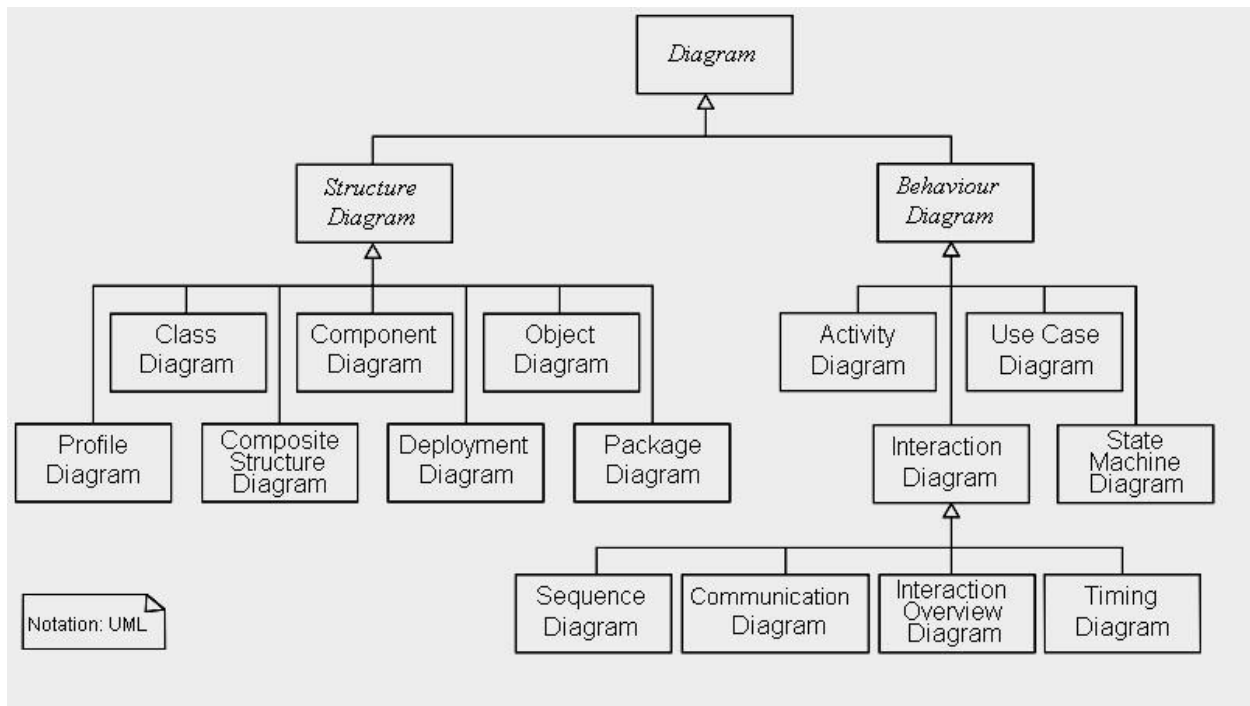 Diagram
Structure
Diagram
Behaviour
Diagram
Class
Diagram
Component
Diagram
Object
Diagram
Activity
Diagram
Use Case
Diagram
Profile
Diagram
Composite
Structure
Diagram
Deployment
Diagram
Package
Diagram
Interaction
Diagram
State
Machine
Diagram
Sequence
Diagram
Communication
Diagram
Interaction
Overview
Diagram
Timing
Diagram
Notation: UML